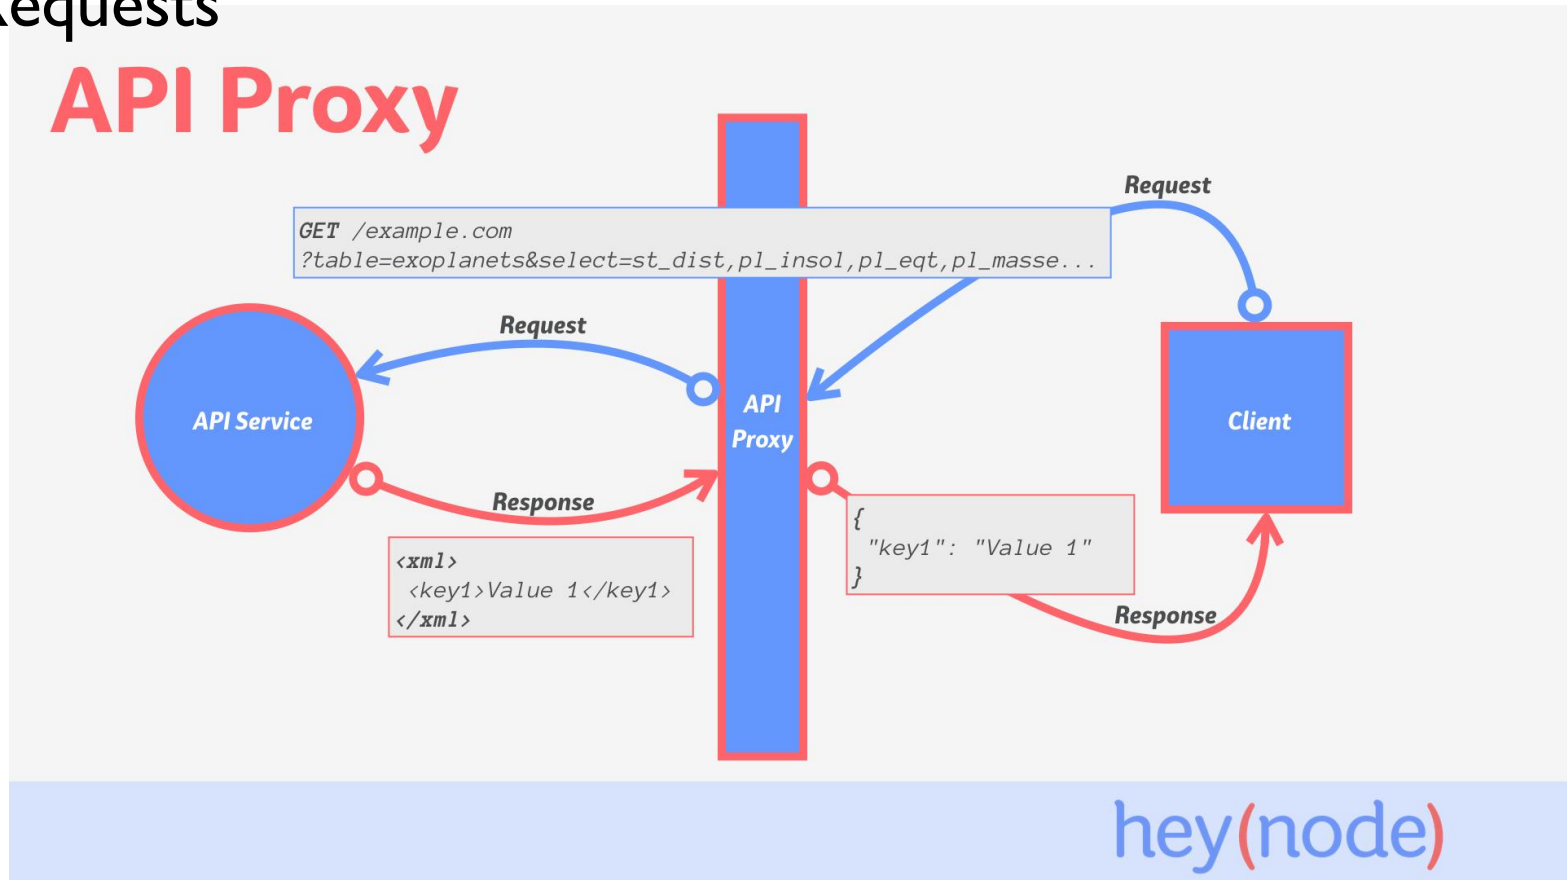 Requests
API Proxy
Request
GET /example.com
?table=exoplanets&select=st_dist,pl_insol,pl_eqt,pl_masse...
Request
API Service
API
Proxy
Client
Response
<xml>
<key1>Value 1</key1>
</xml>
{
"key1": "Value 1"
}
Response
hey(node)